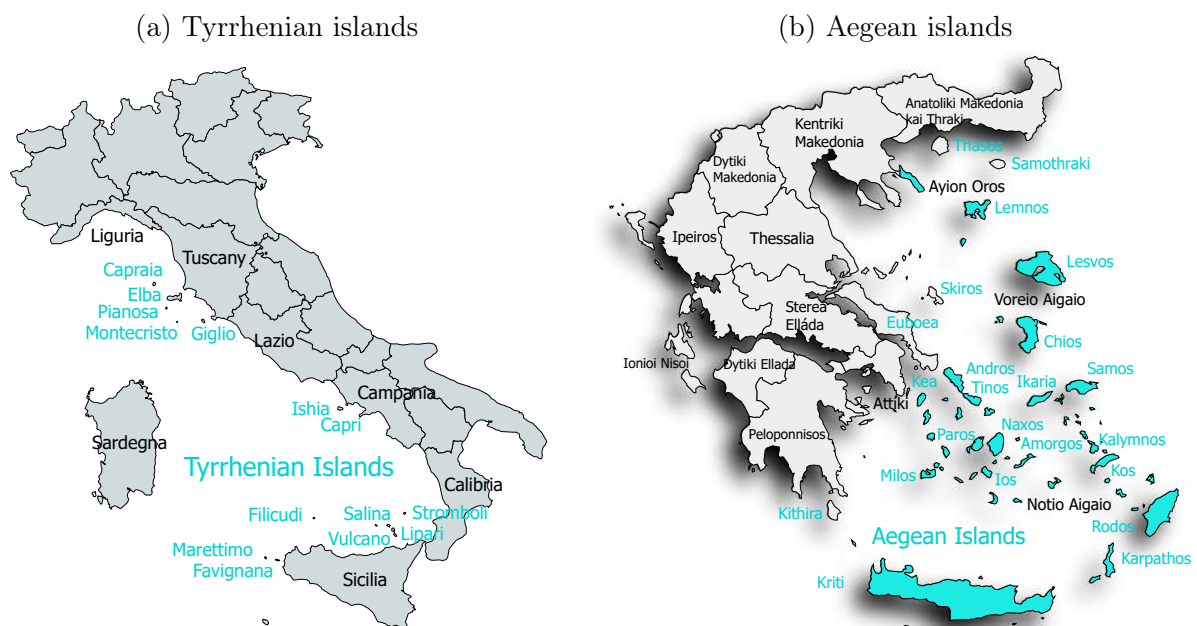 (a) Tyrrhenian islands
Liguria
Tuscany
Capraia
Elba
Pianosa
Montecristo
Giglio
Lazio
Campania
Ishia
Capri
Sardegna
Tyrrhenian Islands
Calibria
Filicudi
Salina
Stromboli
Vulcano
Lipari
Marettimo
Favignana
Sicilia
(b) Aegean islands
Anatoliki Makedonia
kai Thraki
Kentriki
Makedonia
Thasos
Samothraki
Dytiki
Makedonia
Ayion Oros
Lemnos
Ipeiros
Thessalia
Lesvos
Skiros
Voreio Aigaio
Sterea
Elláda
Euboea
Chios
Ionioi Nisoi
Dytiki Ellada
Andros
Kea
Tinos
Ikaria
Samos
Attiki
Peloponnisos
Paros
Naxos
Amorgos
Kalymnos
Milos
Ios
Kos
Kithira
Notio Aigaio
Rodos
Aegean Islands
Karpathos
Kriti